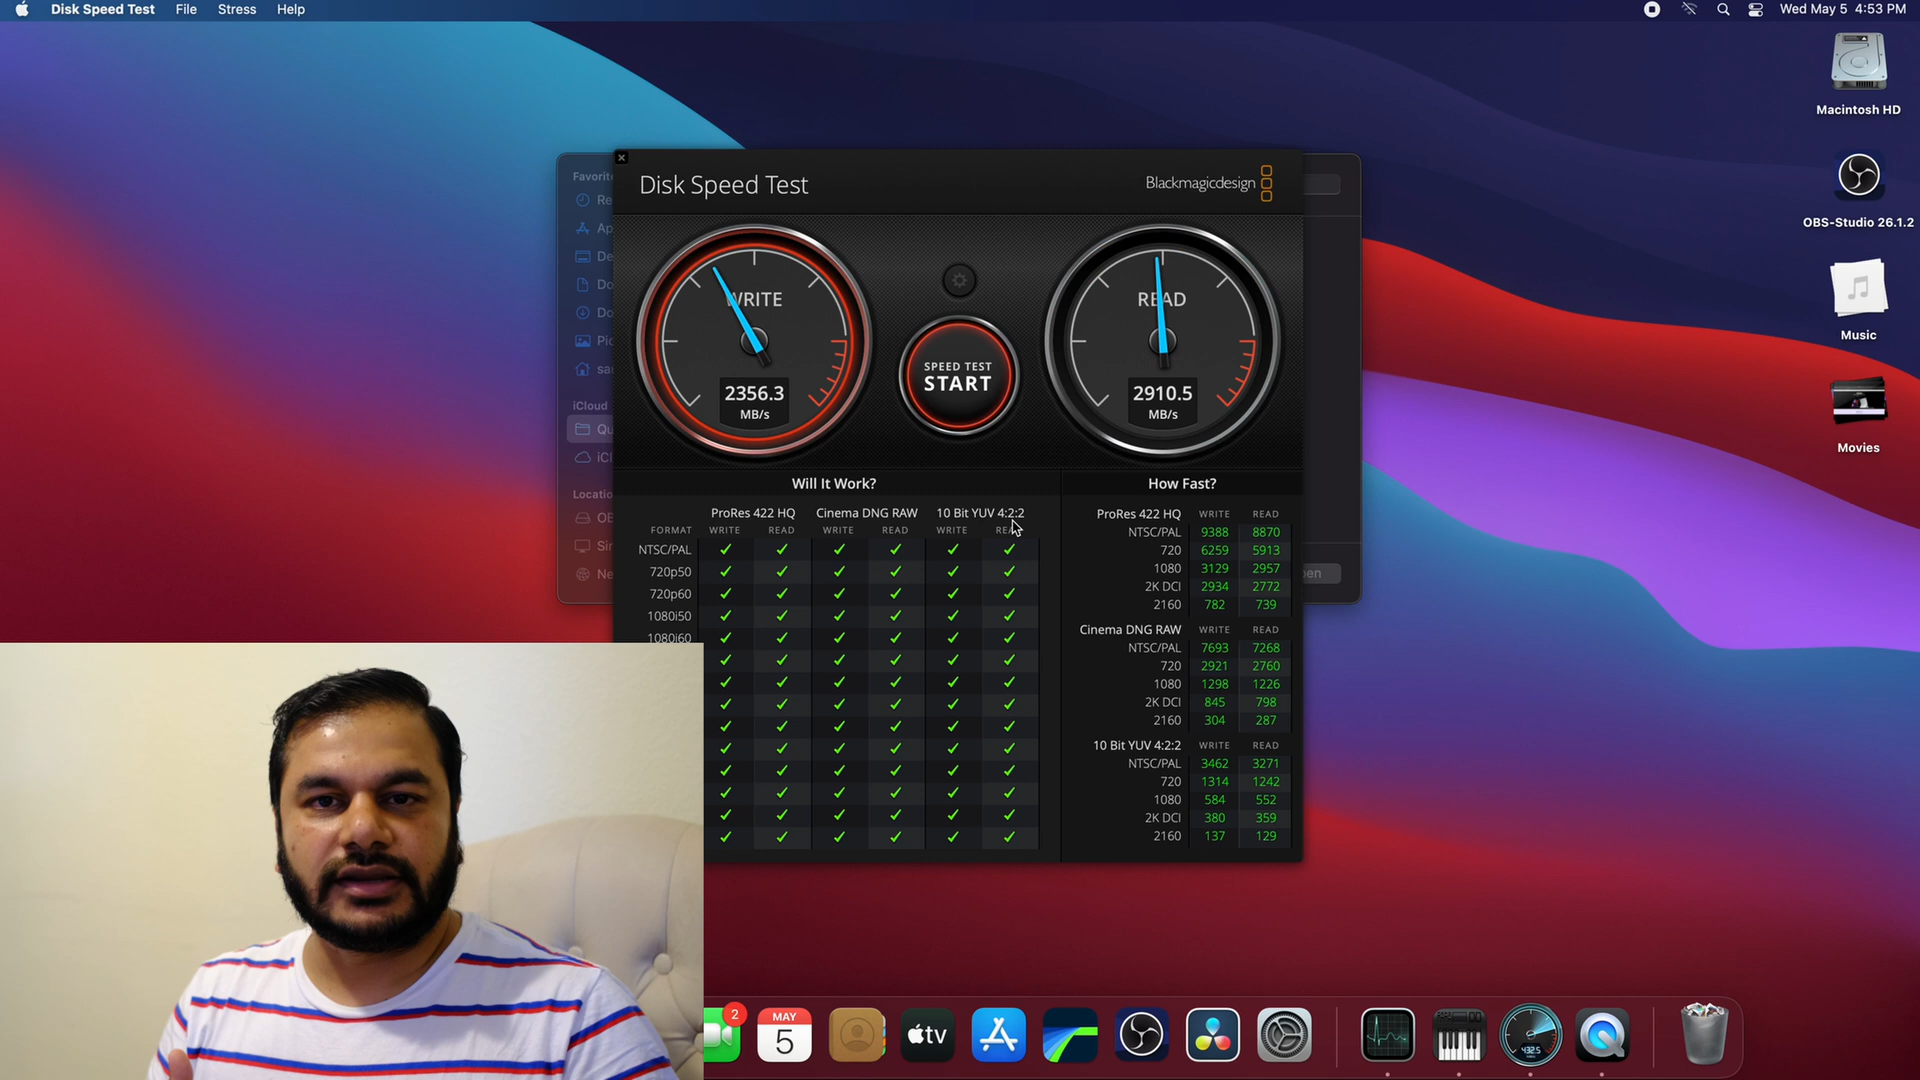 Disk Speed Test File Stress Help
Wed May 5 4:53 PM
Macintosh HD
OBS-Studio 26.1.2
Music
Movies
Disk Speed Test
Blackmagicdesign
WRITE
2356.3
MB/s
SPEED TEST
START
READ
2910.5
MB/s
Will It Work?
ProRes 422 HQ Cinema DNG RAW 10 Bit YUV 4:2:2
FORMAT WRITE READ WRITE READ WRITE
NTSC/PAL
720p50
720p60
1080i50
1080i60
How Fast?
ProRes 422 HQ WRITE READ
NTSC/PAL 9388 8870
720 6259 5913
1080 3129 2957
2K DCI 2934 2772
2160 782 739
Cinema DNG RAW WRITE READ
NTSC/PAL 7693 7268
720 2921 2760
1080 1298 1226
2K DCI 845 798
2160 304 287
10 Bit YUV 4:2:2 WRITE READ
NTSC/PAL 3462 3271
720 1314 1242
1080 584 552
2K DCI 380 359
2160 137 129
iCloud
2
MAY
5
tv
432.5